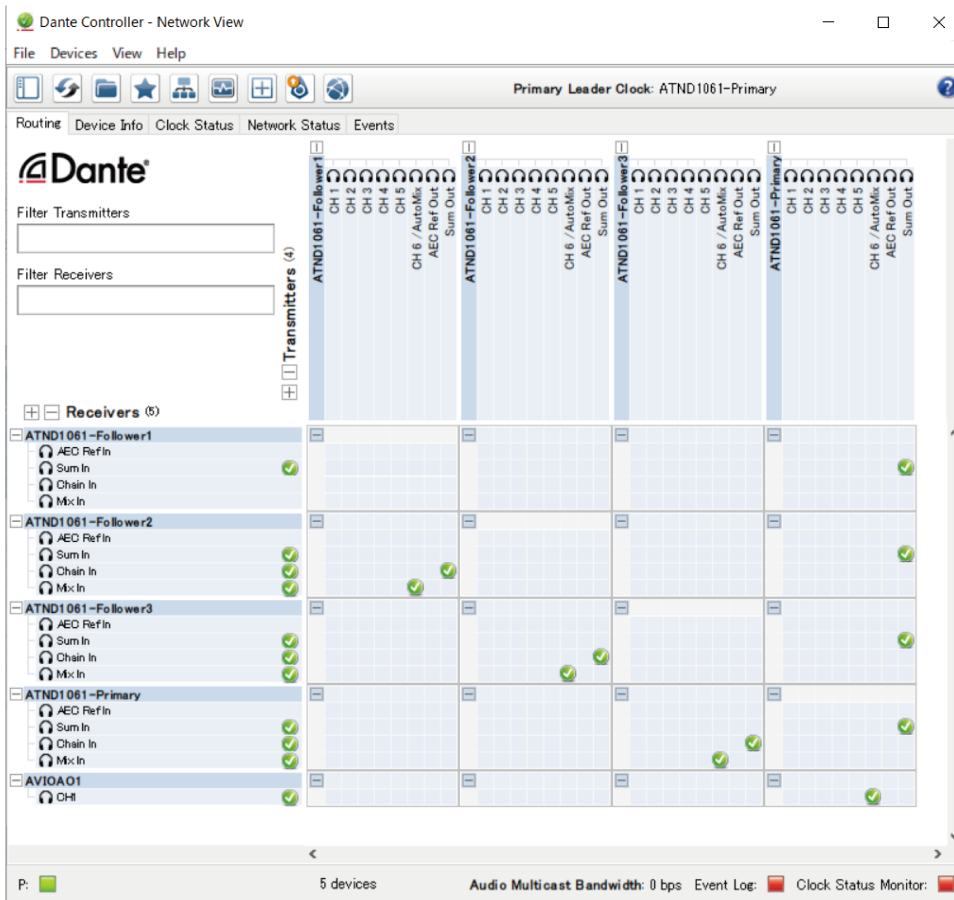 Dante Controller - Network View
File Devices View Help
Primary Leader Clock: ATND1061-Primary
Routing Device Info Clock Status Network Status Events
Dante
Filter Transmitters
Filter Receivers
Transmitters (4)
ATND1061-Follower1
CH 1
CH 2
CH 3
CH 4
CH 5
CH 6 /AutoMix
AEC Ref Out
Sum Out
ATND1061-Follower2
CH 1
CH 2
CH 3
CH 4
CH 5
CH 6 /AutoMix
AEC Ref Out
Sum Out
ATND1061-Follower3
CH 1
CH 2
CH 3
CH 4
CH 5
CH 6 /AutoMix
AEC Ref Out
Sum Out
ATND1061-Primary
CH 1
CH 2
CH 3
CH 4
CH 5
CH 6 /AutoMix
AEC Ref Out
Sum Out
Receivers (5)
ATND1061-Follower1
AEC Ref In
Sum In
Chain In
Mix In
ATND1061-Follower2
AEC Ref In
Sum In
Chain In
Mix In
ATND1061-Follower3
AEC Ref In
Sum In
Chain In
Mix In
ATND1061-Primary
AEC Ref In
Sum In
Chain In
Mix In
AVIOAO1
CH1
P: 5 devices Audio Multicast Bandwidth: 0 bps Event Log: Clock Status Monitor: